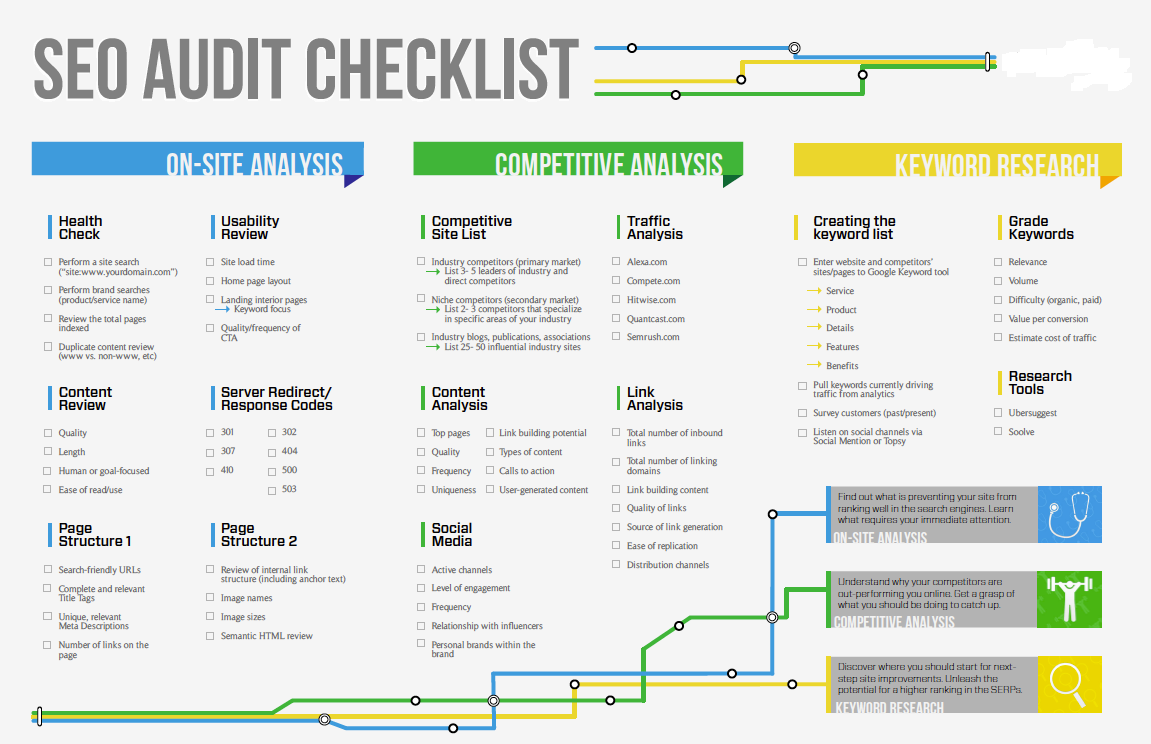 SEO AUDIT CHECKLIST
ON-SITE ANALYSIS
Health
Check
Perform a site search
("site:www.yourdomain.com")
Perform brand searches
(product/service name)
Review the total pages
indexed
Duplicate content review
(www vs. non-www, etc)
Usability
Review
Site load time
Home page layout
Landing interior pages
Keyword focus
Quality/frequency of
CTA
Content
Review
Quality
Length
Human or goal-focused
Ease of read/use
Server Redirect/
Response Codes
301
302
307
404
410
500
503
Page
Structure 1
Search-friendly URLs
Complete and relevant
Title Tags
Unique, relevant
Meta Descriptions
Number of links on the
page
Page
Structure 2
Review of internal link
structure (including anchor text)
Image names
Image sizes
Semantic HTML review
COMPETITIVE ANALYSIS
Competitive
Site List
Industry competitors (primary market)
List 3- 5 leaders of industry and
direct competitors
Niche competitors (secondary market)
List 2- 3 competitors that specialize
in specific areas of your industry
Industry blogs, publications, associations
List 25- 50 influential industry sites
Traffic
Analysis
Alexa.com
Compete.com
Hitwise.com
Quantcast.com
Semrush.com
Content
Analysis
Top pages
Link building potential
Quality
Types of content
Frequency
Calls to action
Uniqueness
User-generated content
Link
Analysis
Total number of inbound
links
Total number of linking
domains
Link building content
Quality of links
Source of link generation
Ease of replication
Distribution channels
Social
Media
Active channels
Level of engagement
Frequency
Relationship with influencers
Personal brands within the
brand
KEYWORD RESEARCH
Creating the
keyword list
Enter website and competitors'
sites/pages to Google Keyword tool
Service
Product
Details
Features
Benefits
Pull keywords currently driving
traffic from analytics
Survey customers (past/present)
Listen on social channels via
Social Mention or Topsy
Grade
Keywords
Relevance
Volume
Difficulty (organic, paid)
Value per conversion
Estimate cost of traffic
Research
Tools
Ubersuggest
Soolve
Find out what is preventing your site from
ranking well in the search engines. Learn
what requires your immediate attention.
ON-SITE ANALYSIS
Understand why your competitors are
out-performing you online. Get a grasp of
what you should be doing to catch up.
COMPETITIVE ANALYSIS
Discover where you should start for next-
step site improvements. Unleash the
potential for a higher ranking in the SERPs.
KEYWORD RESEARCH